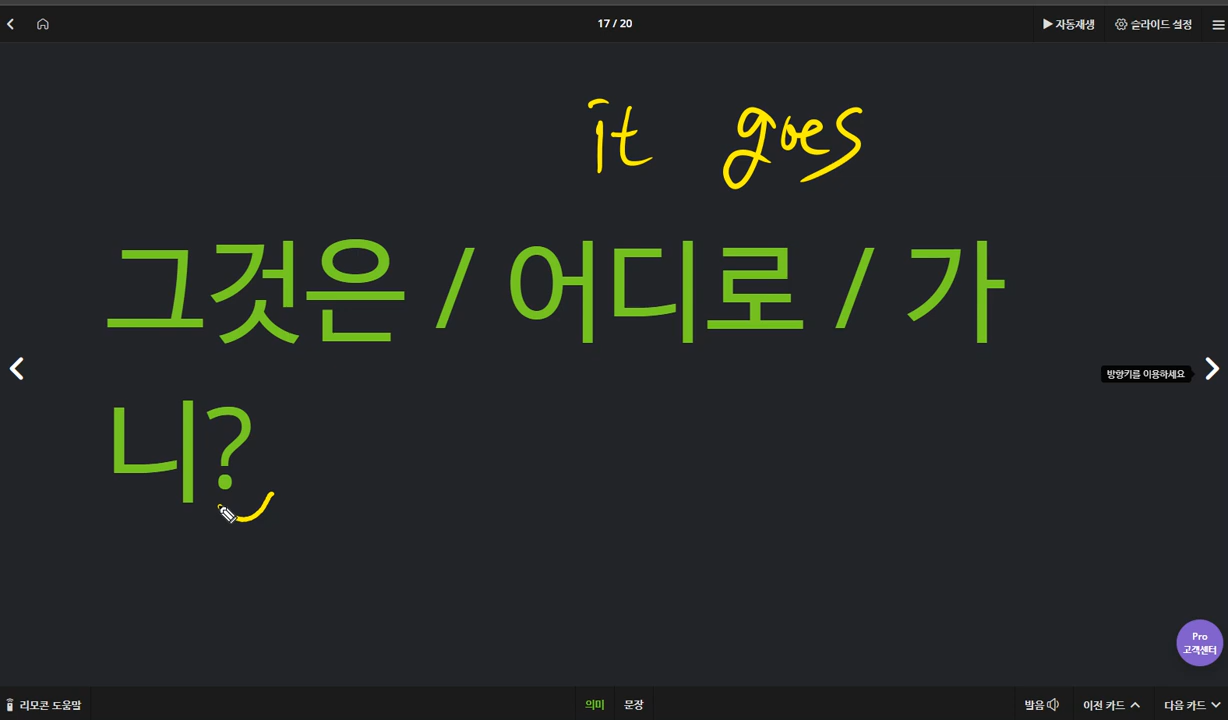 17 / 20
▶ 자동재생
슬라이드 설정
it goes
그것은 / 어디로 / 가
니?
방향키를 이용하세요
Pro
고객센터
리모콘 도움말
의미
문장
발음
이전 카드
다음 카드